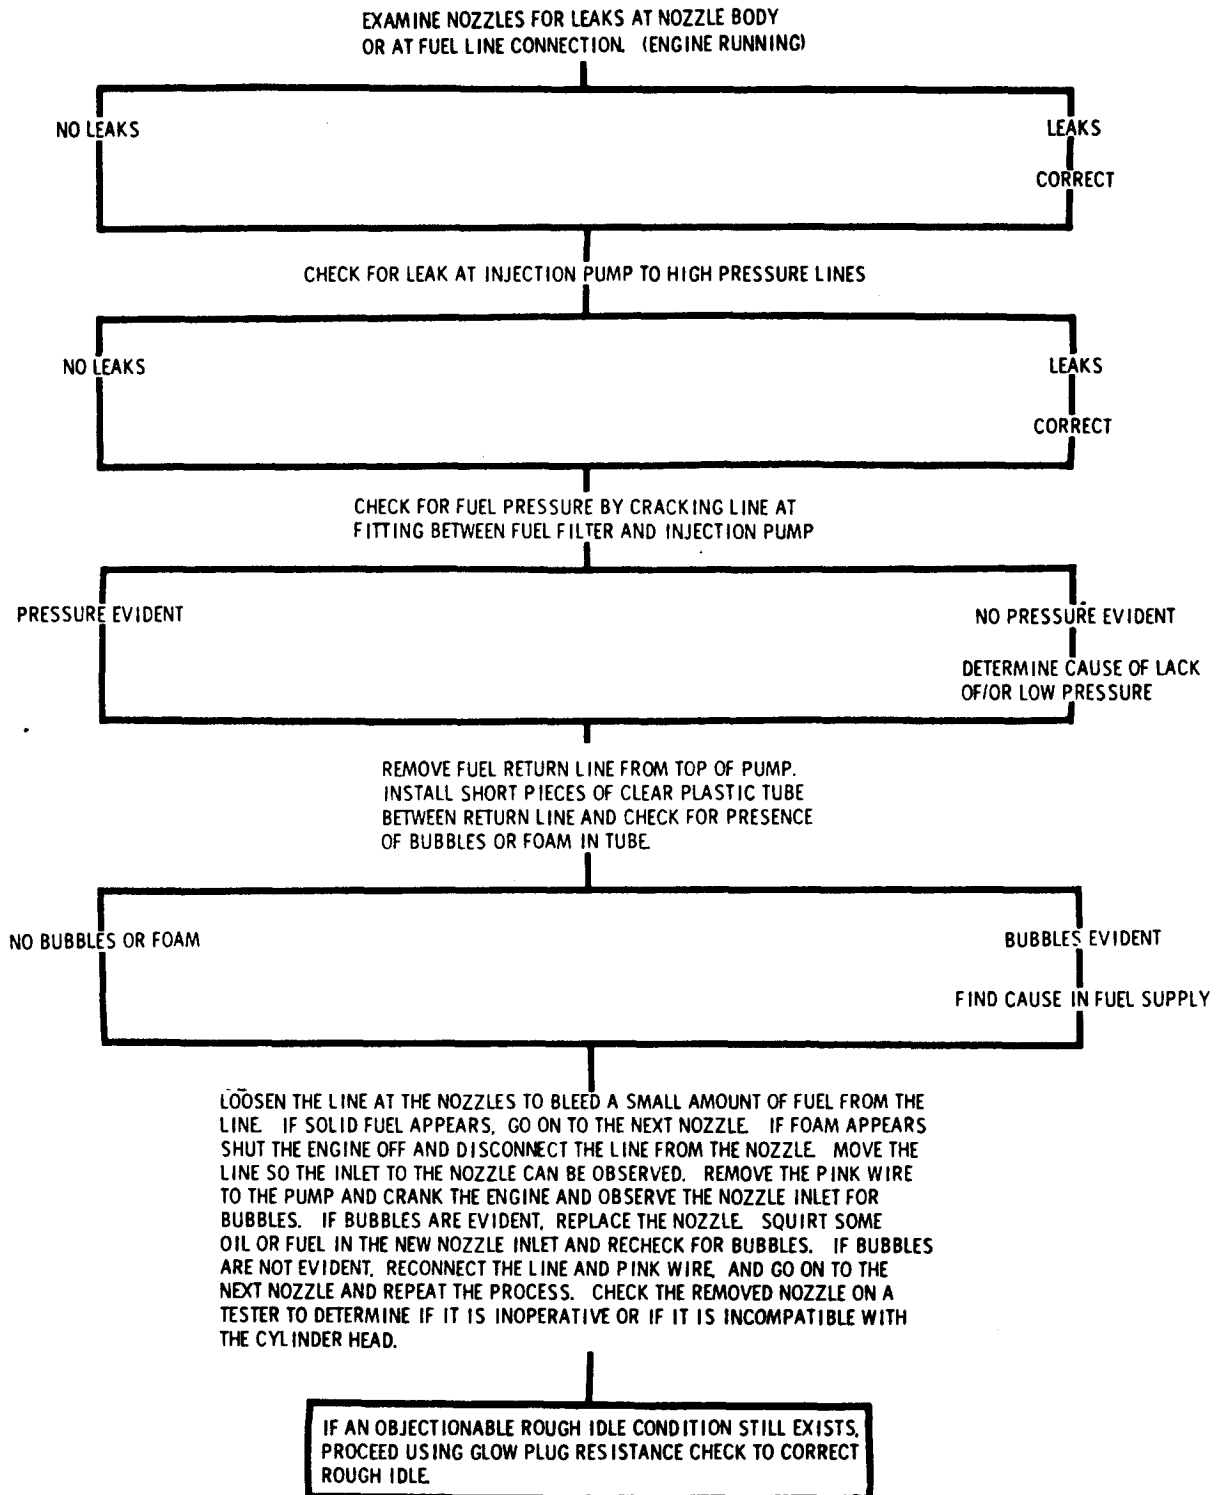 EXAMINE NOZZLES FOR LEAKS AT NOZZLE BODY
OR AT FUEL LINE CONNECTION. (ENGINE RUNNING)
NO LEAKS
LEAKS
CORRECT
CHECK FOR LEAK AT INJECTION PUMP TO HIGH PRESSURE LINES
NO LEAKS
LEAKS
CORRECT
CHECK FOR FUEL PRESSURE BY CRACKING LINE AT
FITTING BETWEEN FUEL FILTER AND INJECTION PUMP
PRESSURE EVIDENT
NO PRESSURE EVIDENT
DETERMINE CAUSE OF LACK
OF/OR LOW PRESSURE
REMOVE FUEL RETURN LINE FROM TOP OF PUMP.
INSTALL SHORT PIECES OF CLEAR PLASTIC TUBE
BETWEEN RETURN LINE AND CHECK FOR PRESENCE
OF BUBBLES OR FOAM IN TUBE.
NO BUBBLES OR FOAM
BUBBLES EVIDENT
FIND CAUSE IN FUEL SUPPLY
LOOSEN THE LINE AT THE NOZZLES TO BLEED A SMALL AMOUNT OF FUEL FROM THE
LINE. IF SOLID FUEL APPEARS, GO ON TO THE NEXT NOZZLE. IF FOAM APPEARS
SHUT THE ENGINE OFF AND DISCONNECT THE LINE FROM THE NOZZLE. MOVE THE
LINE SO THE INLET TO THE NOZZLE CAN BE OBSERVED. REMOVE THE PINK WIRE
TO THE PUMP AND CRANK THE ENGINE AND OBSERVE THE NOZZLE INLET FOR
BUBBLES. IF BUBBLES ARE EVIDENT, REPLACE THE NOZZLE. SQUIRT SOME
OIL OR FUEL IN THE NEW NOZZLE INLET AND RECHECK FOR BUBBLES. IF BUBBLES
ARE NOT EVIDENT, RECONNECT THE LINE AND PINK WIRE, AND GO ON TO THE
NEXT NOZZLE AND REPEAT THE PROCESS. CHECK THE REMOVED NOZZLE ON A
TESTER TO DETERMINE IF IT IS INOPERATIVE OR IF IT IS INCOMPATIBLE WITH
THE CYLINDER HEAD.
IF AN OBJECTIONABLE ROUGH IDLE CONDITION STILL EXISTS,
PROCEED USING GLOW PLUG RESISTANCE CHECK TO CORRECT
ROUGH IDLE.